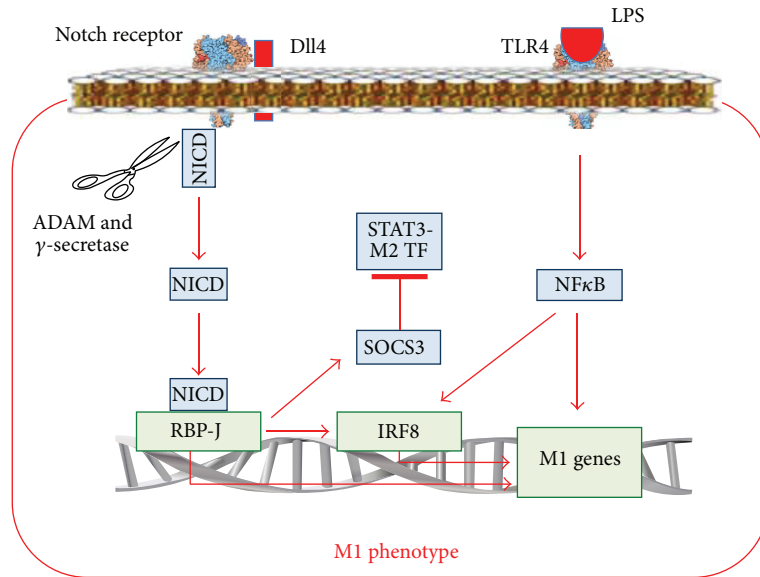 Notch receptor
Dll4
LPS
TLR4
NICD
ADAM and
γ-secretase
STAT3-
M2 TF
NICD
NFκB
SOCS3
NICD
RBP-J
IRF8
M1 genes
M1 phenotype